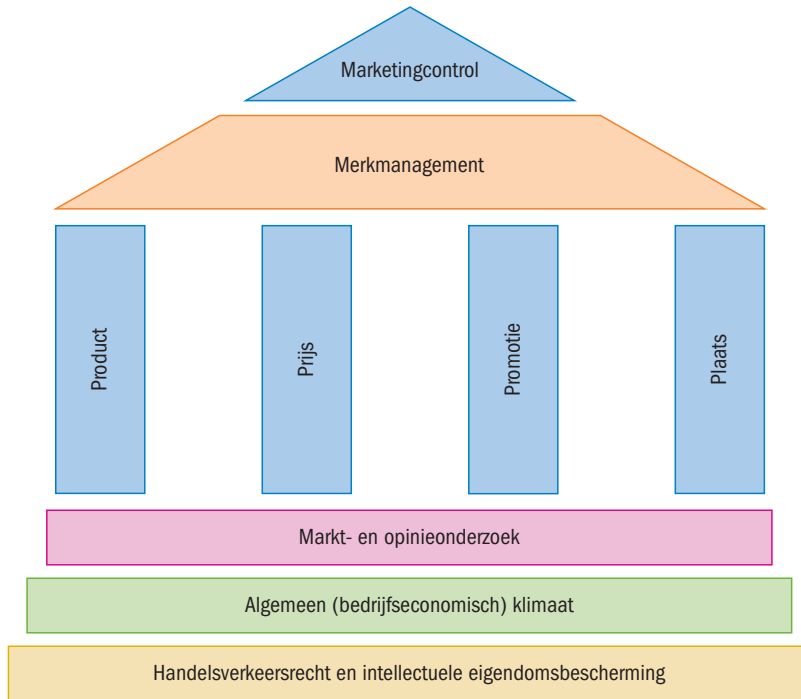 Marketingcontrol
Merkmanagement
Product
Prijs
Promotie
Plaats
Markt- en opinieonderzoek
Algemeen (bedrijfseconomisch) klimaat
Handelsverkeersrecht en intellectuele eigendomsbescherming